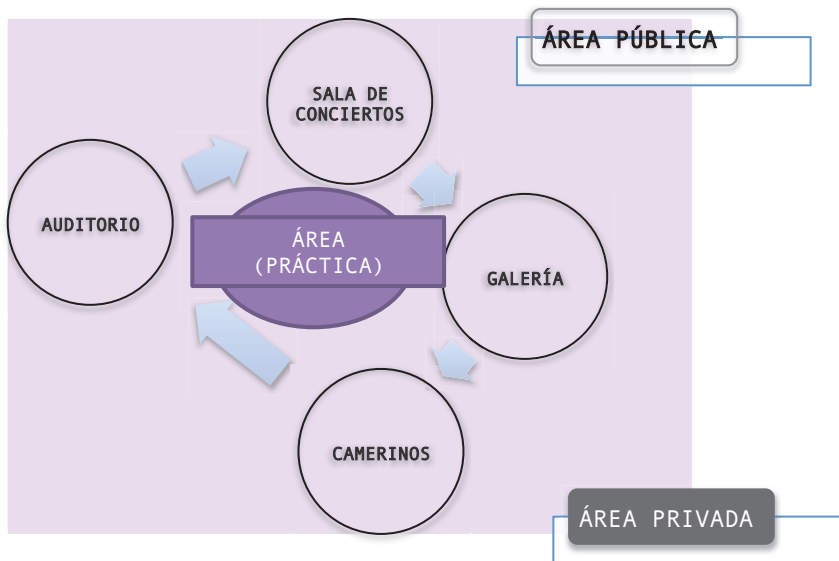 ÁREA PÚBLICA
SALA DE
CONCIERTOS
AUDITORIO
ÁREA
(PRÁCTICA)
GALERÍA
CAMERINOS
ÁREA PRIVADA